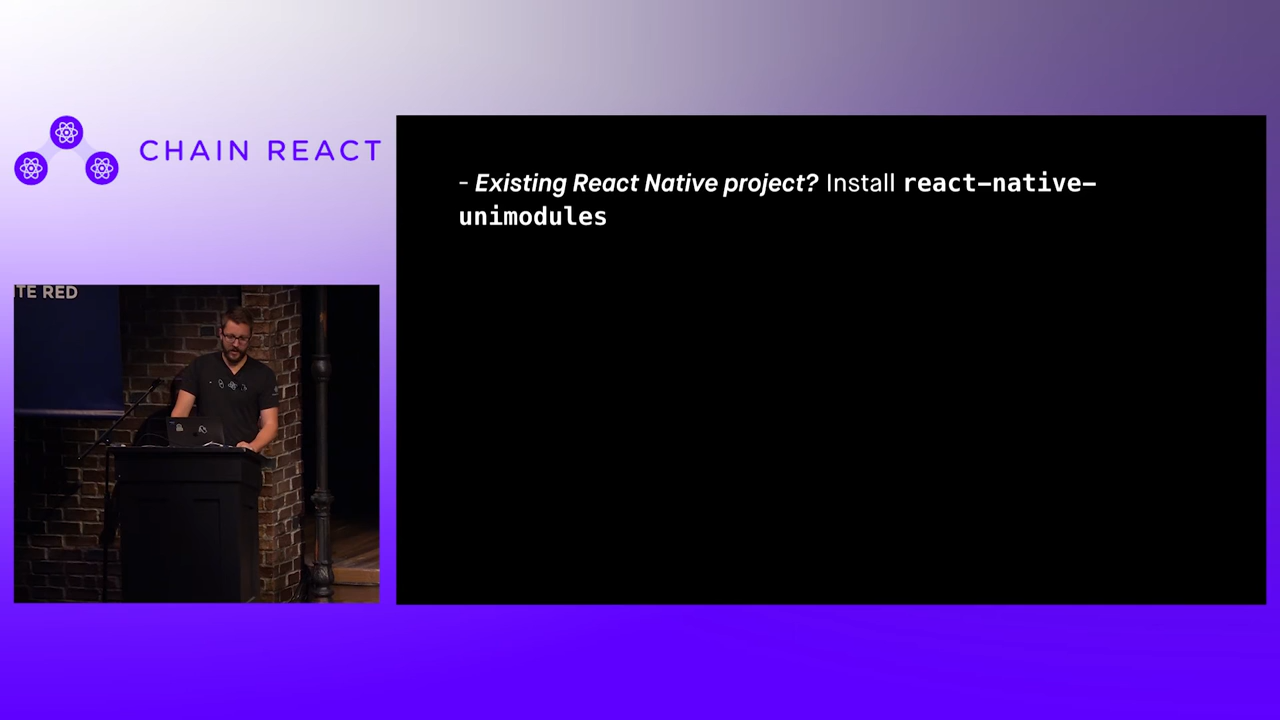 CHAIN REACT
- Existing React Native project? Install react-native-
unimodules
TE RED